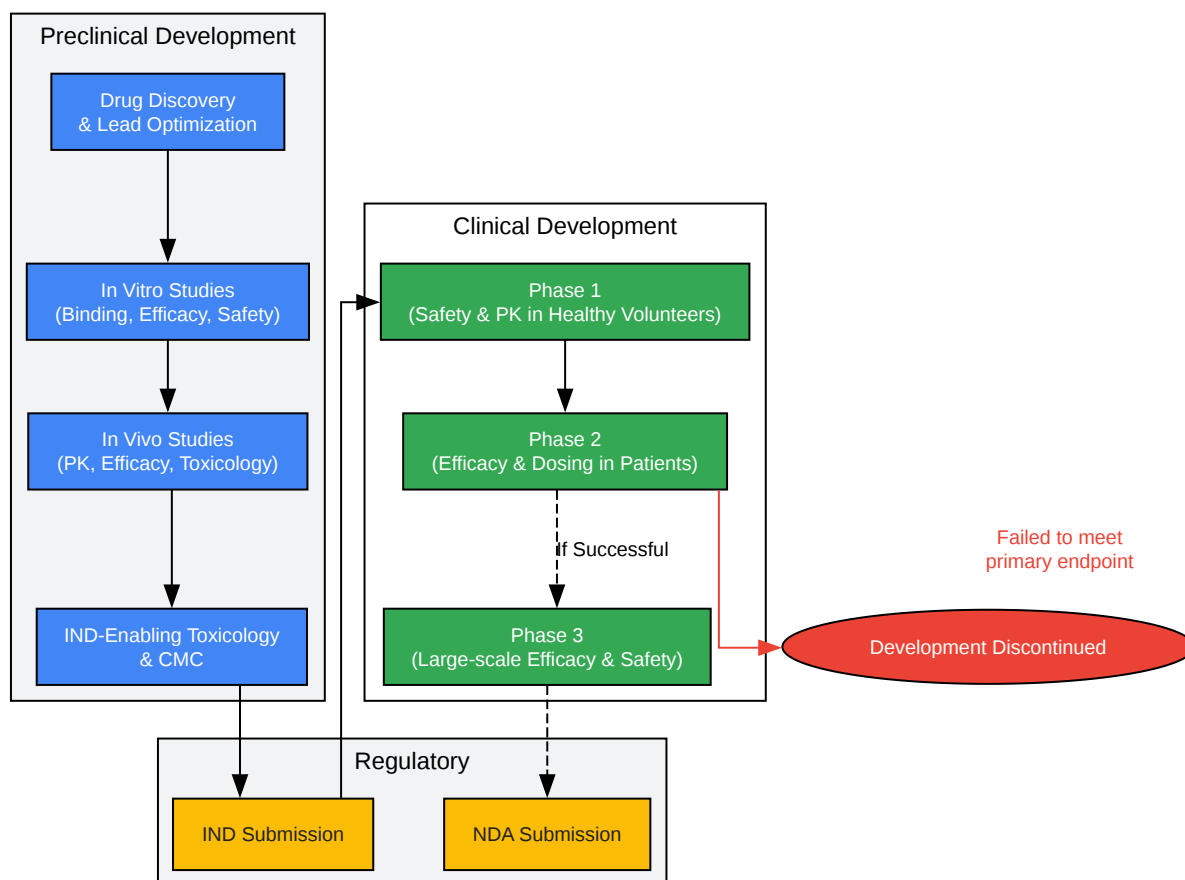 Preclinical Development
Drug Discovery
& Lead Optimization
In Vitro Studies
(Binding, Efficacy, Safety)
In Vivo Studies
(PK, Efficacy, Toxicology)
IND-Enabling Toxicology
& CMC
Clinical Development
Phase 1
(Safety & PK in Healthy Volunteers)
Phase 2
(Efficacy & Dosing in Patients)
If Successful
Phase 3
(Large-scale Efficacy & Safety)
Failed to meet
primary endpoint
Development Discontinued
Regulatory
IND Submission
NDA Submission